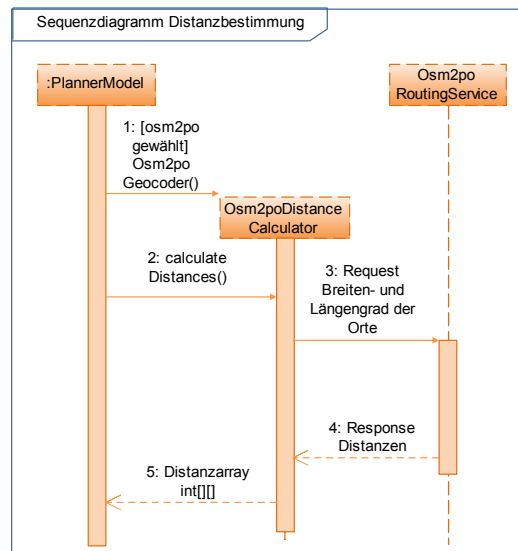 Sequenzdiagramm Distanzbestimmung
:PlannerModel
Osm2po
RoutingService
1: [osm2po
gewählt]
Osm2po
Geocoder()
Osm2poDistance
Calculator
2: calculate
Distances()
3: Request
Breiten- und
Längengrad der
Orte
4: Response
Distanzen
5: Distanzarray
int[][]